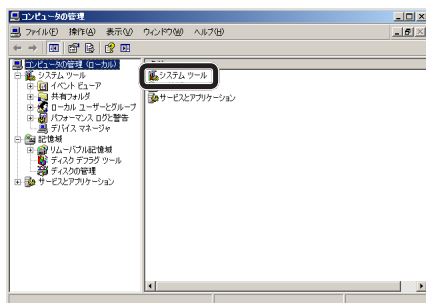 コンピュータの管理
ファイル(F) 操作(A) 表示(V) ウィンドウ(W) ヘルプ(H)
コンピュータの管理 (ローカル)
システム ツール
イベント ビューア
共有フォルダ
ローカル ユーザーとグループ
パフォーマンス ログと警告
デバイス マネージャ
記憶域
リムーバブル記憶域
ディスク デフラグ ツール
ディスクの管理
サービスとアプリケーション
システム ツール
サービスとアプリケーション